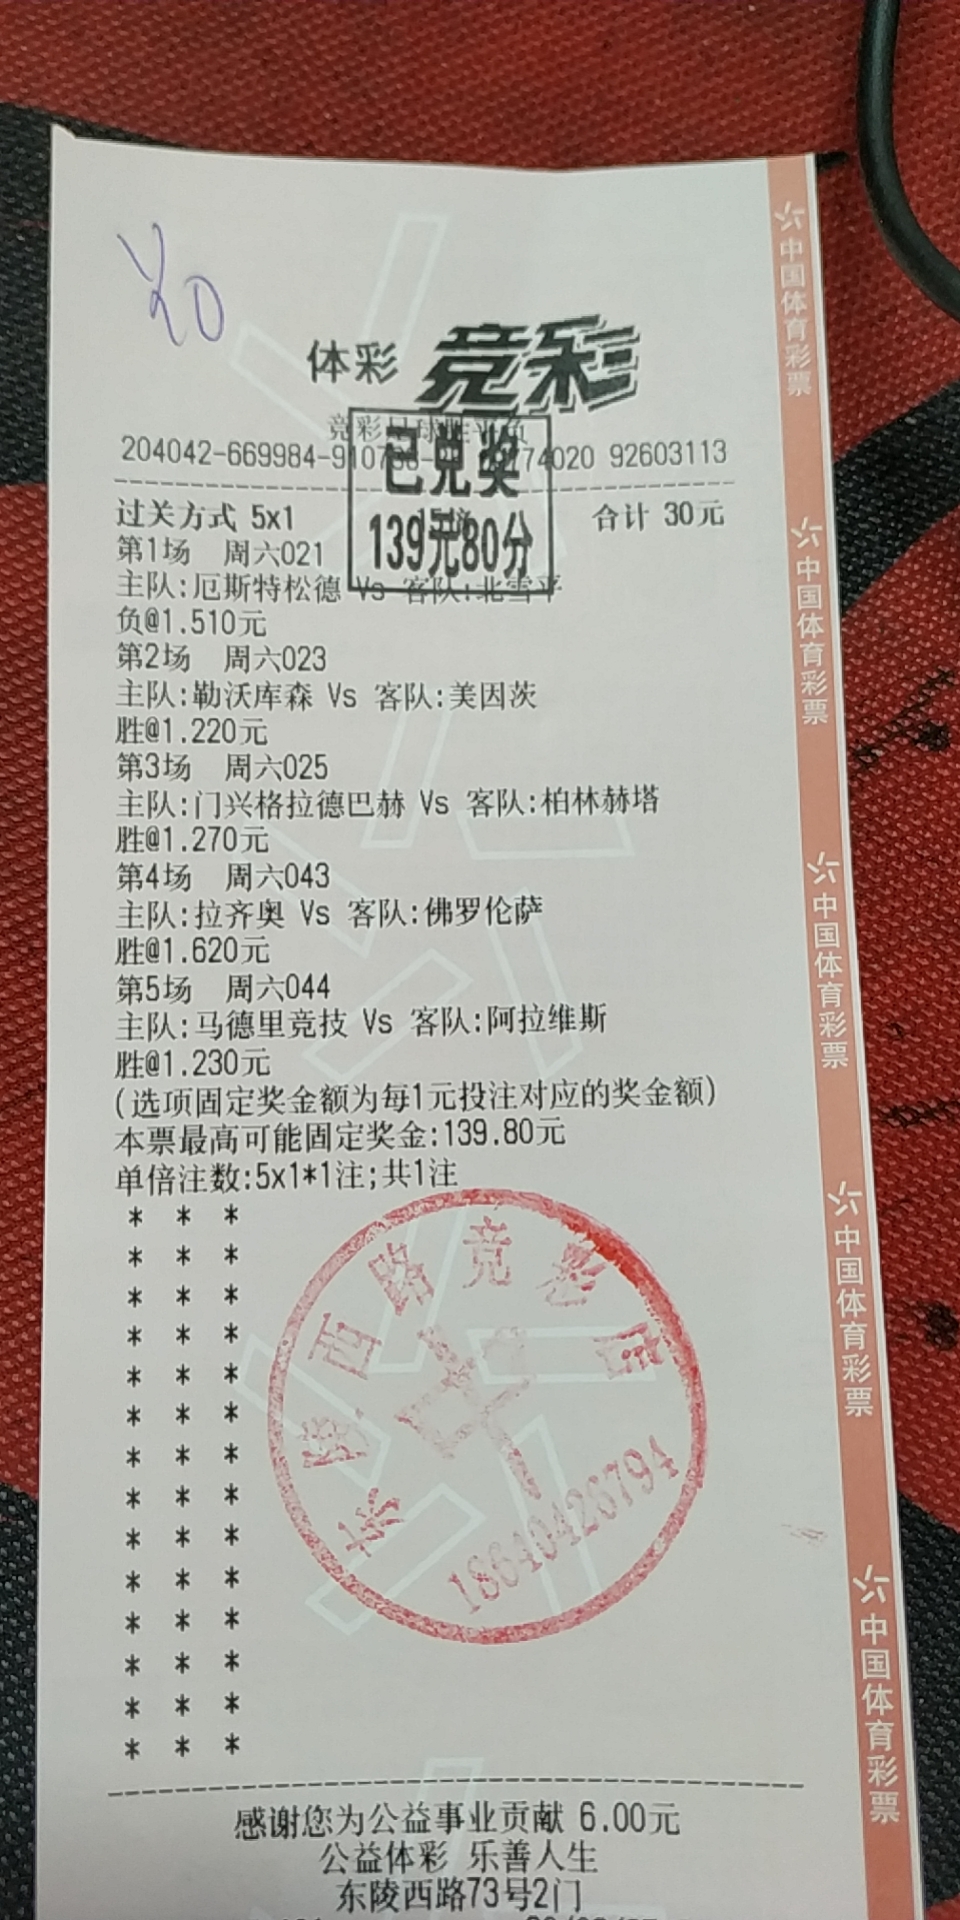 ¥0
体彩 竞彩
竞彩足球胜平负
204042-669984-9107 774020 92603113
已兑奖
139元80分
过关方式 5x1 合计 30元
第1场 周六021
主队:厄斯特松德 Vs 客队:北雪平
负@1.510元
第2场 周六023
主队:勒沃库森 Vs 客队:美因茨
胜@1.220元
第3场 周六025
主队:门兴格拉德巴赫 Vs 客队:柏林赫塔
胜@1.270元
第4场 周六043
主队:拉齐奥 Vs 客队:佛罗伦萨
胜@1.620元
第5场 周六044
主队:马德里竞技 Vs 客队:阿拉维斯
胜@1.230元
(选项固定奖金额为每1元投注对应的奖金额)
本票最高可能固定奖金:139.80元
单倍注数:5x1*1注;共1注
* * *
* * *
* * *
* * *
* * *
* * *
* * *
* * *
* * *
* * *
* * *
* * *
* * *
* * *
东陵西路竞彩店
18640426794
感谢您为公益事业贡献 6.00元
公益体彩 乐善人生
东陵西路73号2门
中国体育彩票
中国体育彩票
中国体育彩票
中国体育彩票
中国体育彩票